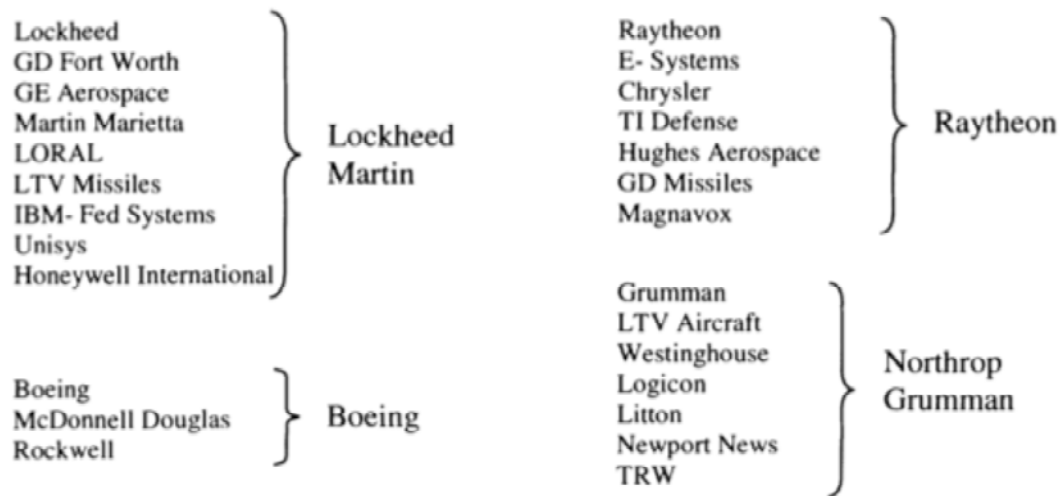 Lockheed
GD Fort Worth
GE Aerospace
Martin Marietta
LORAL
LTV Missiles
IBM- Fed Systems
Unisys
Honeywell International
Lockheed
Martin
Boeing
McDonnell Douglas
Rockwell
Boeing
Raytheon
E- Systems
Chrysler
TI Defense
Hughes Aerospace
GD Missiles
Magnavox
Raytheon
Grumman
LTV Aircraft
Westinghouse
Logicon
Litton
Newport News
TRW
Northrop
Grumman